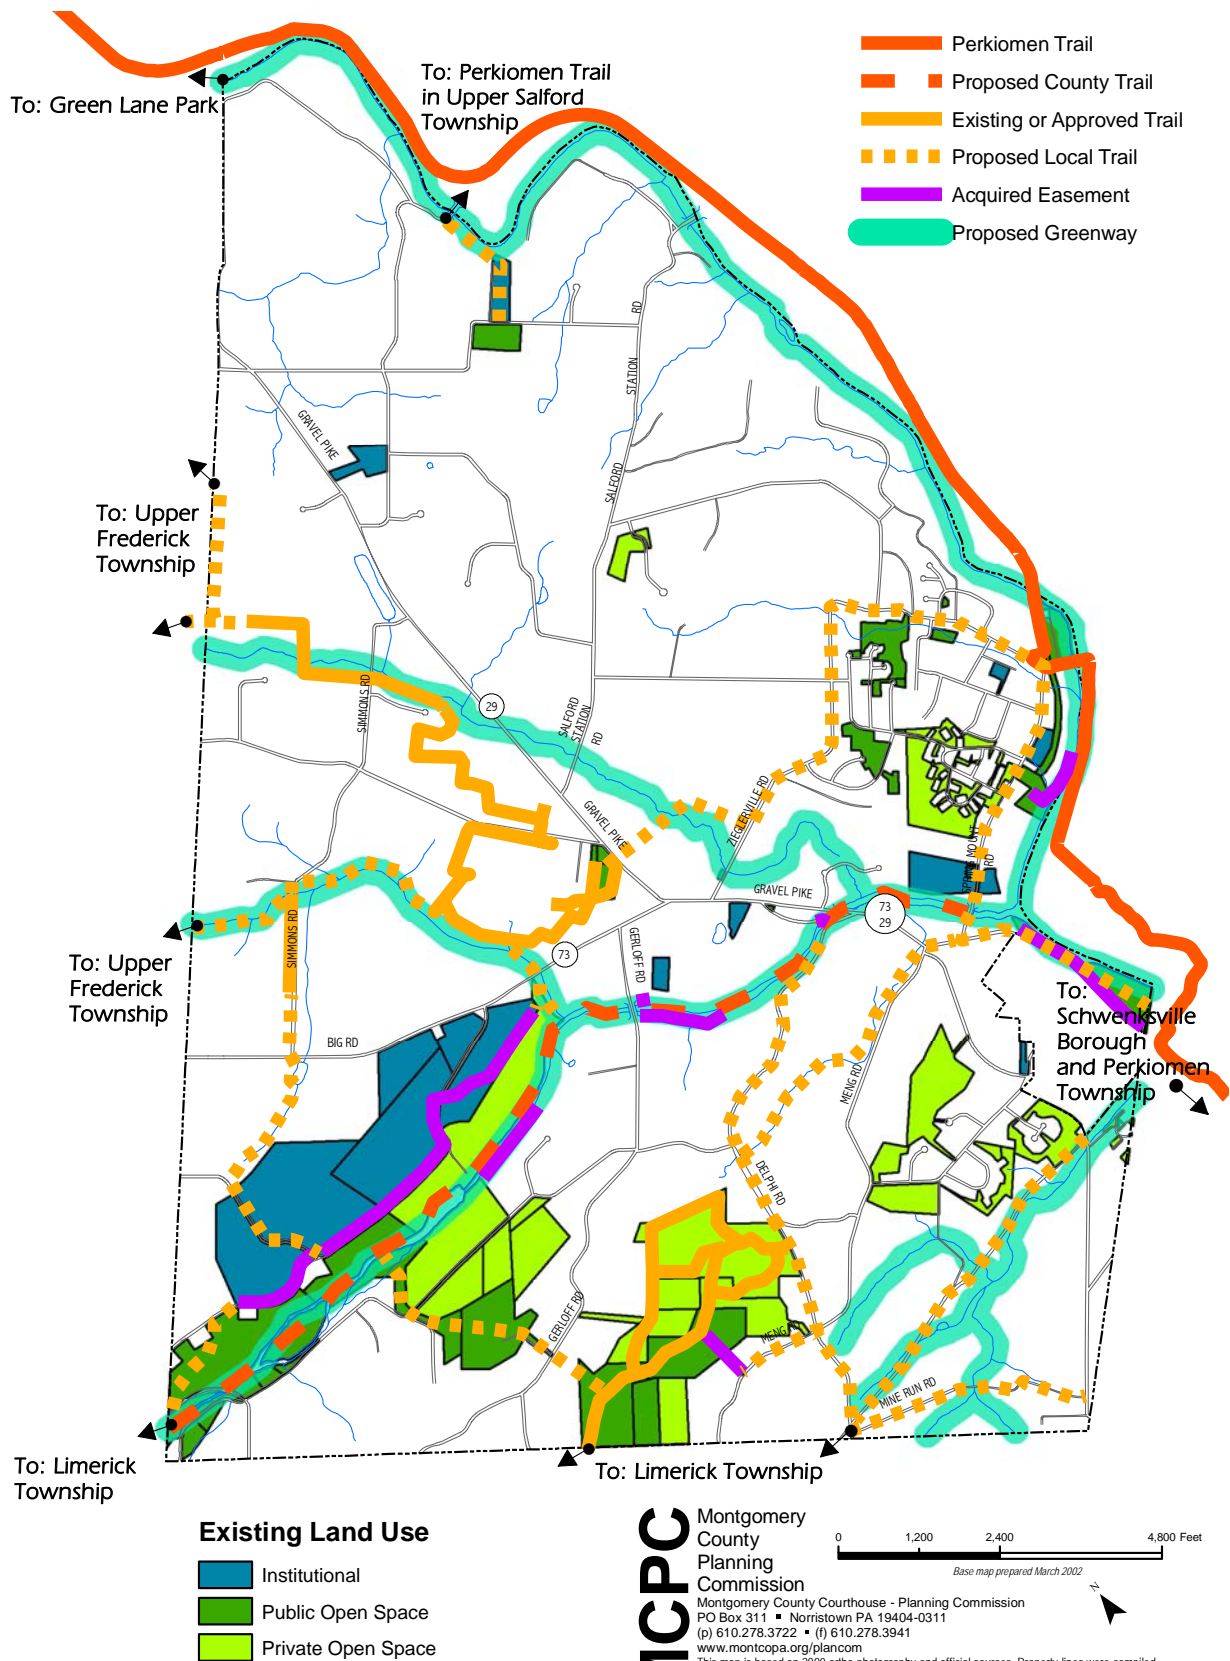 Perkiomen Trail
Proposed County Trail
Existing or Approved Trail
Proposed Local Trail
Acquired Easement
Proposed Greenway
To: Green Lane Park
To: Perkiomen Trail
in Upper Salford
Township
GRAVEL PIKE
SALFORD
STATION
RD
To: Upper
Frederick
Township
SIMMONS RD
29
SALFORD
STATION
RD
GRAVEL PIKE
ZIEGLERVILLE RD
SPRING MOUNT
RD
GRAVEL PIKE
73
29
SIMMONS RD
73
GERLOFF RD
To: Upper
Frederick
Township
BIG RD
MENG RD
To:
Schwenksville
Borough
and Perkiomen
Township
DELPHI RD
GERLOFF RD
MINE RUN RD
To: Limerick
Township
To: Limerick Township
Existing Land Use
Institutional
Public Open Space
Private Open Space
MCPC
Montgomery
County
Planning
Commission
0 1,200 2,400 4,800 Feet
Base map prepared March 2002
N
Montgomery County Courthouse - Planning Commission
PO Box 311 ▪ Norristown PA 19404-0311
(p) 610.278.3722 ▪ (f) 610.278.3941
www.montcopa.org/plancom